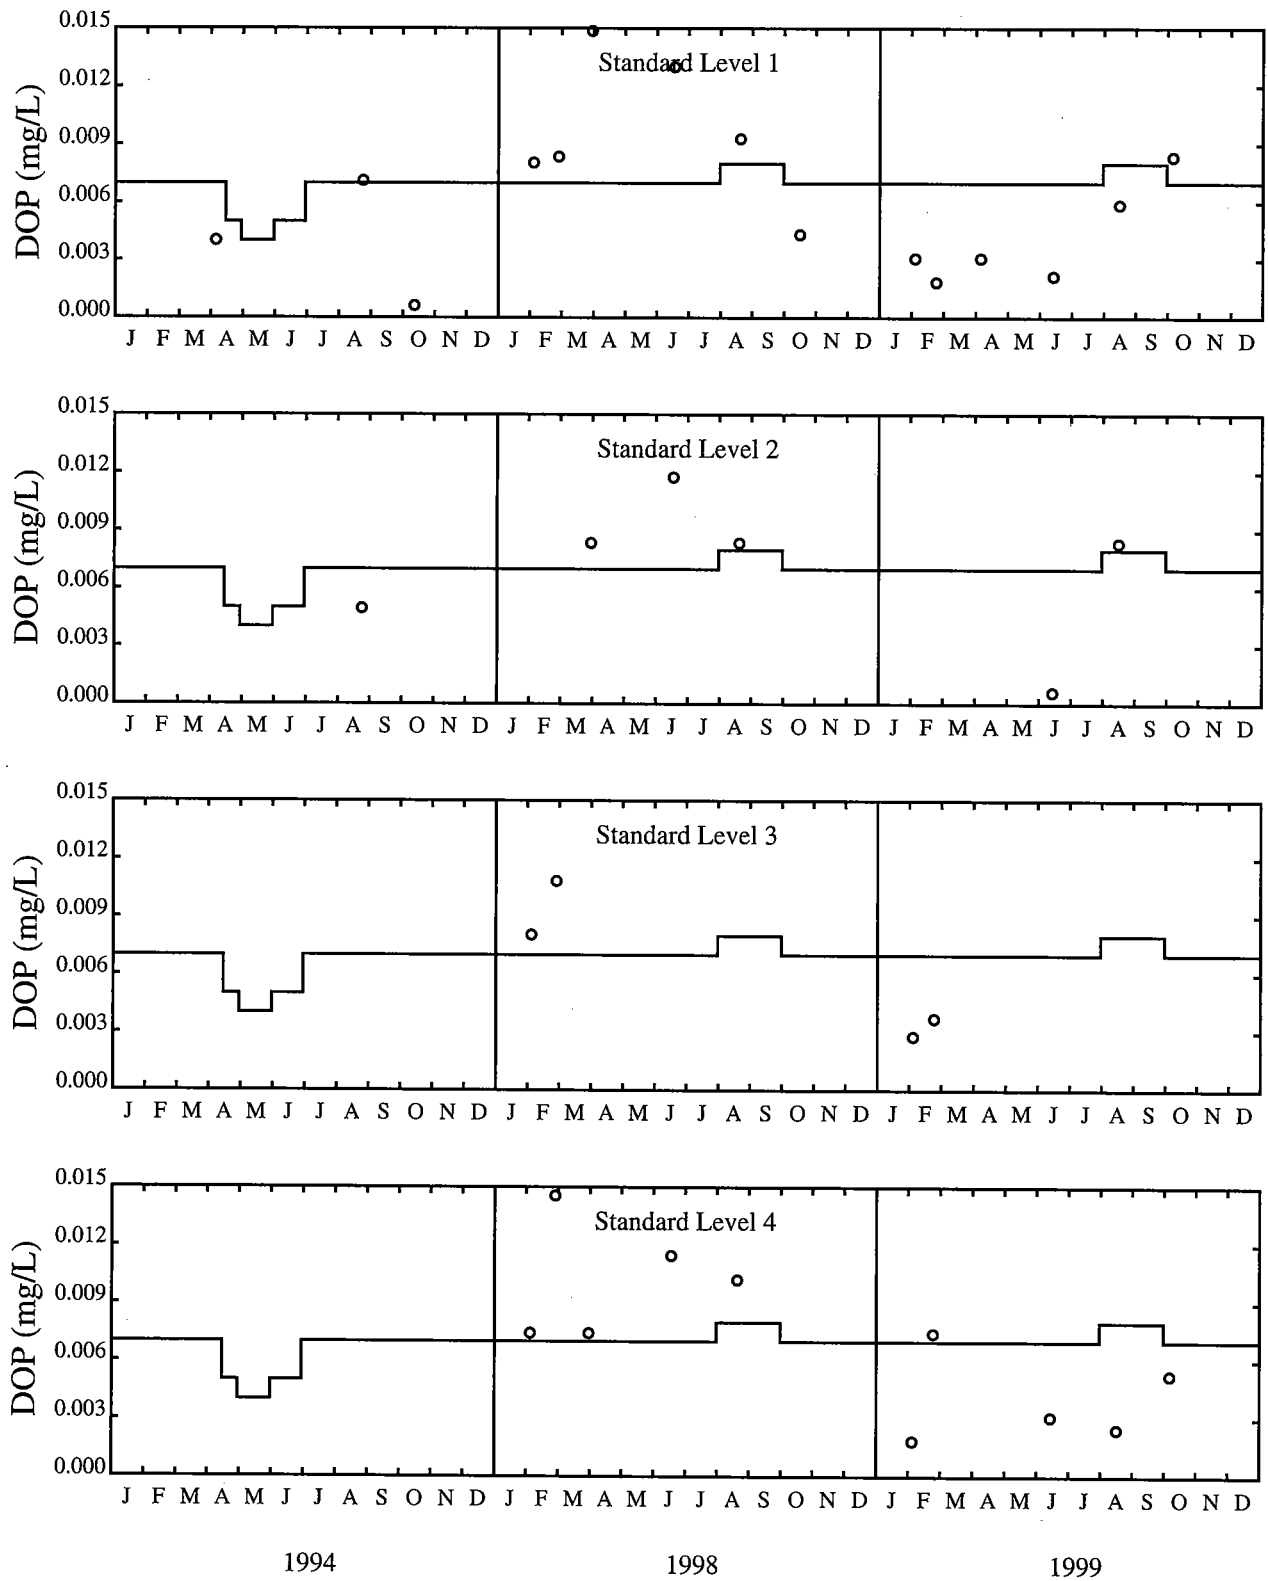 0.015
Standard Level 1
0.012
0.009
0.006
0.003
0.000
DOP (mg/L)
J F M A M J J A S O N D J F M A M J J A S O N D J F M A M J J A S O N D
0.015
Standard Level 2
0.012
0.009
0.006
0.003
0.000
DOP (mg/L)
J F M A M J J A S O N D J F M A M J J A S O N D J F M A M J J A S O N D
0.015
Standard Level 3
0.012
0.009
0.006
0.003
0.000
DOP (mg/L)
J F M A M J J A S O N D J F M A M J J A S O N D J F M A M J J A S O N D
0.015
Standard Level 4
0.012
0.009
0.006
0.003
0.000
DOP (mg/L)
J F M A M J J A S O N D J F M A M J J A S O N D J F M A M J J A S O N D
1994 1998 1999